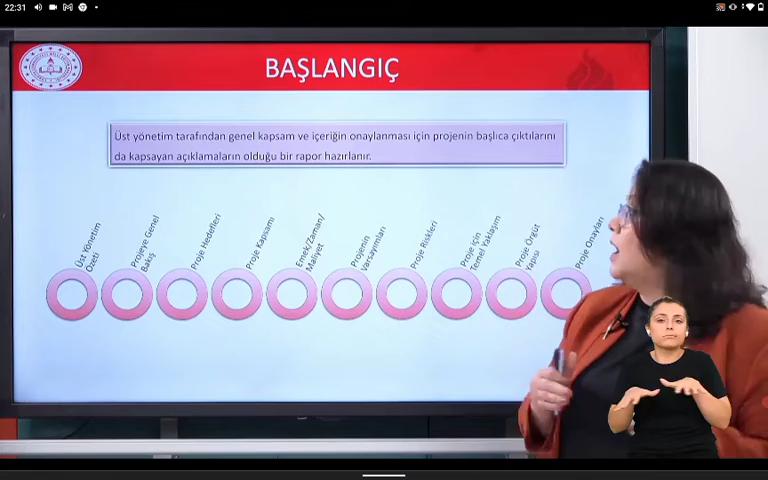 22:31
BAŞLANGIÇ
Üst yönetim tarafından genel kapsam ve içeriğin onaylanması için projenin başlıca çıktılarını
da kapsayan açıklamaların olduğu bir rapor hazırlanır.
Üst Yönetim
Özeti
Projeye Genel
Bakış
Proje Hedefleri
Proje Kapsamı
Emek/Zaman/
Maliyet
Projenin
Varsayımları
Proje Riskleri
Proje için
Temel Yaklaşım
Proje Örgüt
Yapısı
Proje Onayları